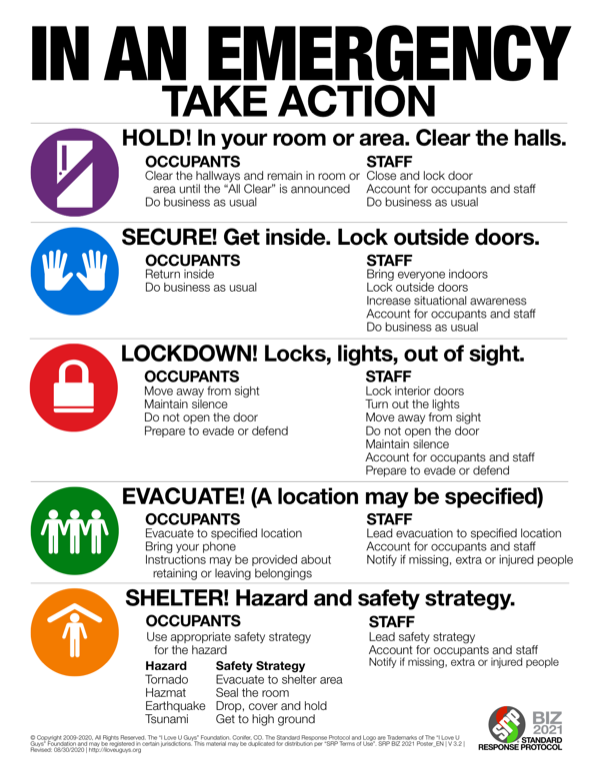 IN AN EMERGENCY
TAKE ACTION
HOLD! In your room or area. Clear the halls.
OCCUPANTS
Clear the hallways and remain in room or
area until the “All Clear” is announced
Do business as usual
STAFF
Close and lock door
Account for occupants and staff
Do business as usual
SECURE! Get inside. Lock outside doors.
OCCUPANTS
Return inside
Do business as usual
STAFF
Bring everyone indoors
Lock outside doors
Increase situational awareness
Account for occupants and staff
Do business as usual
LOCKDOWN! Locks, lights, out of sight.
OCCUPANTS
Move away from sight
Maintain silence
Do not open the door
Prepare to evade or defend
STAFF
Lock interior doors
Turn out the lights
Move away from sight
Do not open the door
Maintain silence
Account for occupants and staff
Prepare to evade or defend
EVACUATE! (A location may be specified)
OCCUPANTS
Evacuate to specified location
Bring your phone
Instructions may be provided about
retaining or leaving belongings
STAFF
Lead evacuation to specified location
Account for occupants and staff
Notify if missing, extra or injured people
SHELTER! Hazard and safety strategy.
OCCUPANTS
Use appropriate safety strategy
for the hazard
Hazard Safety Strategy
Tornado Evacuate to shelter area
Hazmat Seal the room
Earthquake Drop, cover and hold
Tsunami Get to high ground
STAFF
Lead safety strategy
Account for occupants and staff
Notify if missing, extra or injured people
© Copyright 2009-2020, All Rights Reserved. The “I Love U Guys” Foundation. Conifer, CO. The Standard Response Protocol and Logo are Trademarks of The “I Love U
Guys” Foundation and may be registered in certain jurisdictions. This material may be duplicated for distribution per “SRP Terms of Use”. SRP BIZ 2021 Poster_EN | V 3.2 |
Revised: 08/30/2020 | http://iloveuguys.org
SRP
BIZ
2021
STANDARD
RESPONSE PROTOCOL